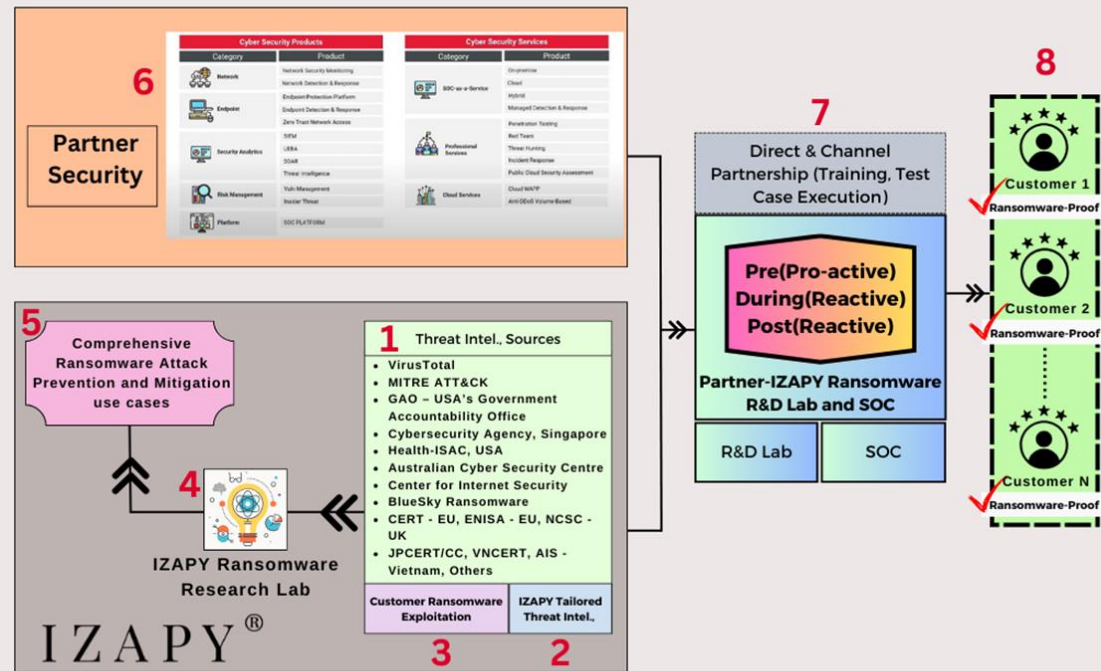 6
Partner
Security
Cyber Security Products
Category Product
Network
Network Security Monitoring
Network Detection & Response
Endpoint
Endpoint Protection Platform
Endpoint Detection & Response
Zero Trust Network Access
Security Analytics
SIEM
UEBA
SOAR
Threat Intelligence
Risk Management
Vuln Management
Insider Threat
Platform
SOC PLATFORM
Cyber Security Services
Category Product
SOC-as-a-Service
On-premise
Cloud
Hybrid
Managed Detection & Response
Professional
Services
Penetration Testing
Red Team
Threat Hunting
Incident Response
Public Cloud Security Assessment
Cloud Services
Cloud WAPP
Anti-DDoS Volume-Based
5
Comprehensive
Ransomware Attack
Prevention and Mitigation
use cases
4
IZAPY Ransomware
Research Lab
IZAPY®
1
Threat Intel., Sources
• VirusTotal
• MITRE ATT&CK
• GAO – USA's Government
Accountability Office
• Cybersecurity Agency, Singapore
• Health-ISAC, USA
• Australian Cyber Security Centre
• Center for Internet Security
• BlueSky Ransomware
• CERT - EU, ENISA - EU, NCSC -
UK
• JPCERT/CC, VNCERT, AIS -
Vietnam, Others
Customer Ransomware
Exploitation
3
IZAPY Tailored
Threat Intel.,
2
7
Direct & Channel
Partnership (Training, Test
Case Execution)
Pre(Pro-active)
During(Reactive)
Post(Reactive)
Partner-IZAPY Ransomware
R&D Lab and SOC
R&D Lab
SOC
8
Customer 1
Ransomware-Proof
Customer 2
Ransomware-Proof
Customer N
Ransomware-Proof